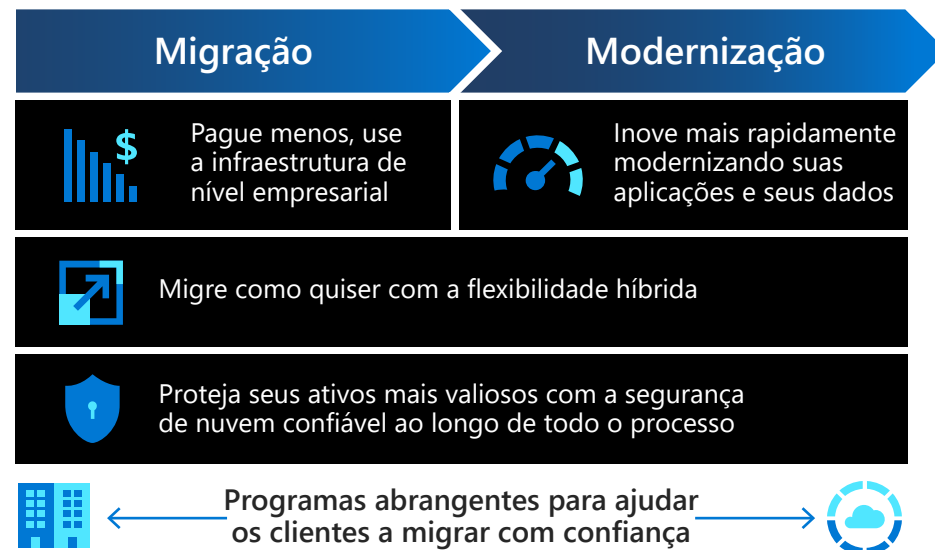 Migração
Modernização
$
Pague menos, use
a infraestrutura de
nível empresarial
Inove mais rapidamente
modernizando suas
aplicações e seus dados
Migre como quiser com a flexibilidade híbrida
Proteja seus ativos mais valiosos com a segurança
de nuvem confiável ao longo de todo o processo
Programas abrangentes para ajudar
os clientes a migrar com confiança